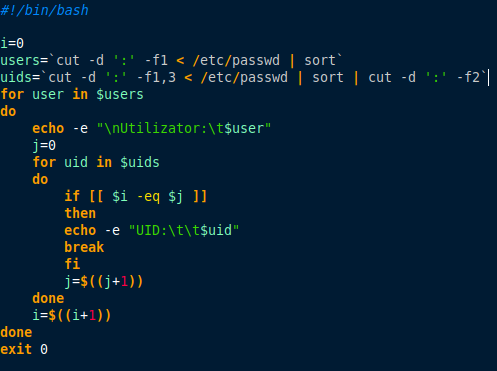 #!/bin/bash

i=0
users=`cut -d ':' -f1 < /etc/passwd | sort`
uids=`cut -d ':' -f1,3 < /etc/passwd | sort | cut -d ':' -f2`
for user in $users
do
    echo -e "\nUtilizator:\t$user"
    j=0
    for uid in $uids
    do
        if [[ $i -eq $j ]]
        then
        echo -e "UID:\t\t$uid"
        break
        fi
        j=$((j+1))
    done
    i=$((i+1))
done
exit 0